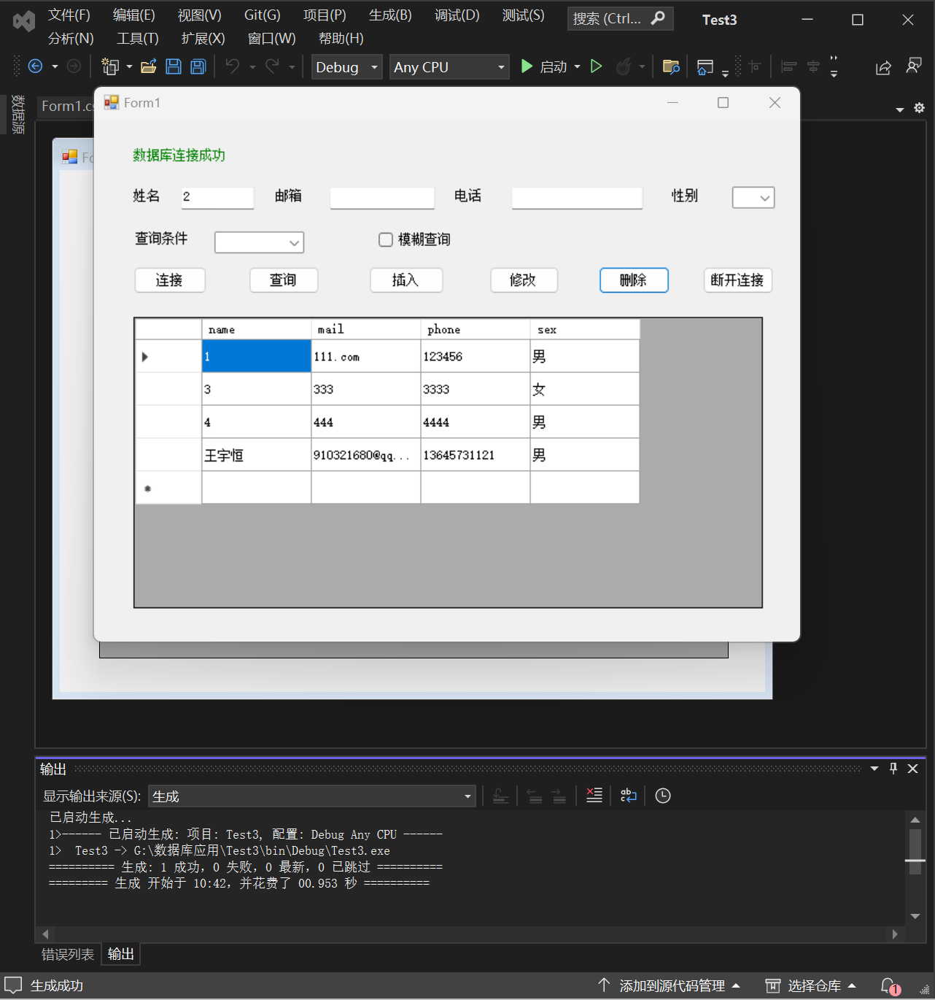 文件(F) 编辑(E) 视图(V) Git(G) 项目(P) 生成(B) 调试(D) 测试(S) 搜索 (Ctrl... Test3
分析(N) 工具(T) 扩展(X) 窗口(W) 帮助(H)
Debug Any CPU 启动
数据源
Form1.cs
Form1
Fo
数据库连接成功
姓名 2 邮箱 电话 性别
查询条件 模糊查询
连接 查询 插入 修改 删除 断开连接
name mail phone sex
1 111.com 123456 男
3 333 3333 女
4 444 4444 男
王宇恒 910321680@qq... 13645731121 男
输出
显示输出来源(S): 生成
已启动生成...
1>------ 已启动生成: 项目: Test3, 配置: Debug Any CPU ------
1>  Test3 -> G:\数据库应用\Test3\bin\Debug\Test3.exe
========== 生成: 1 成功，0 失败，0 最新，0 已跳过 ==========
========= 生成 开始于 10:42，并花费了 00.953 秒 ==========
错误列表 输出
生成成功 添加到源代码管理 选择仓库 1